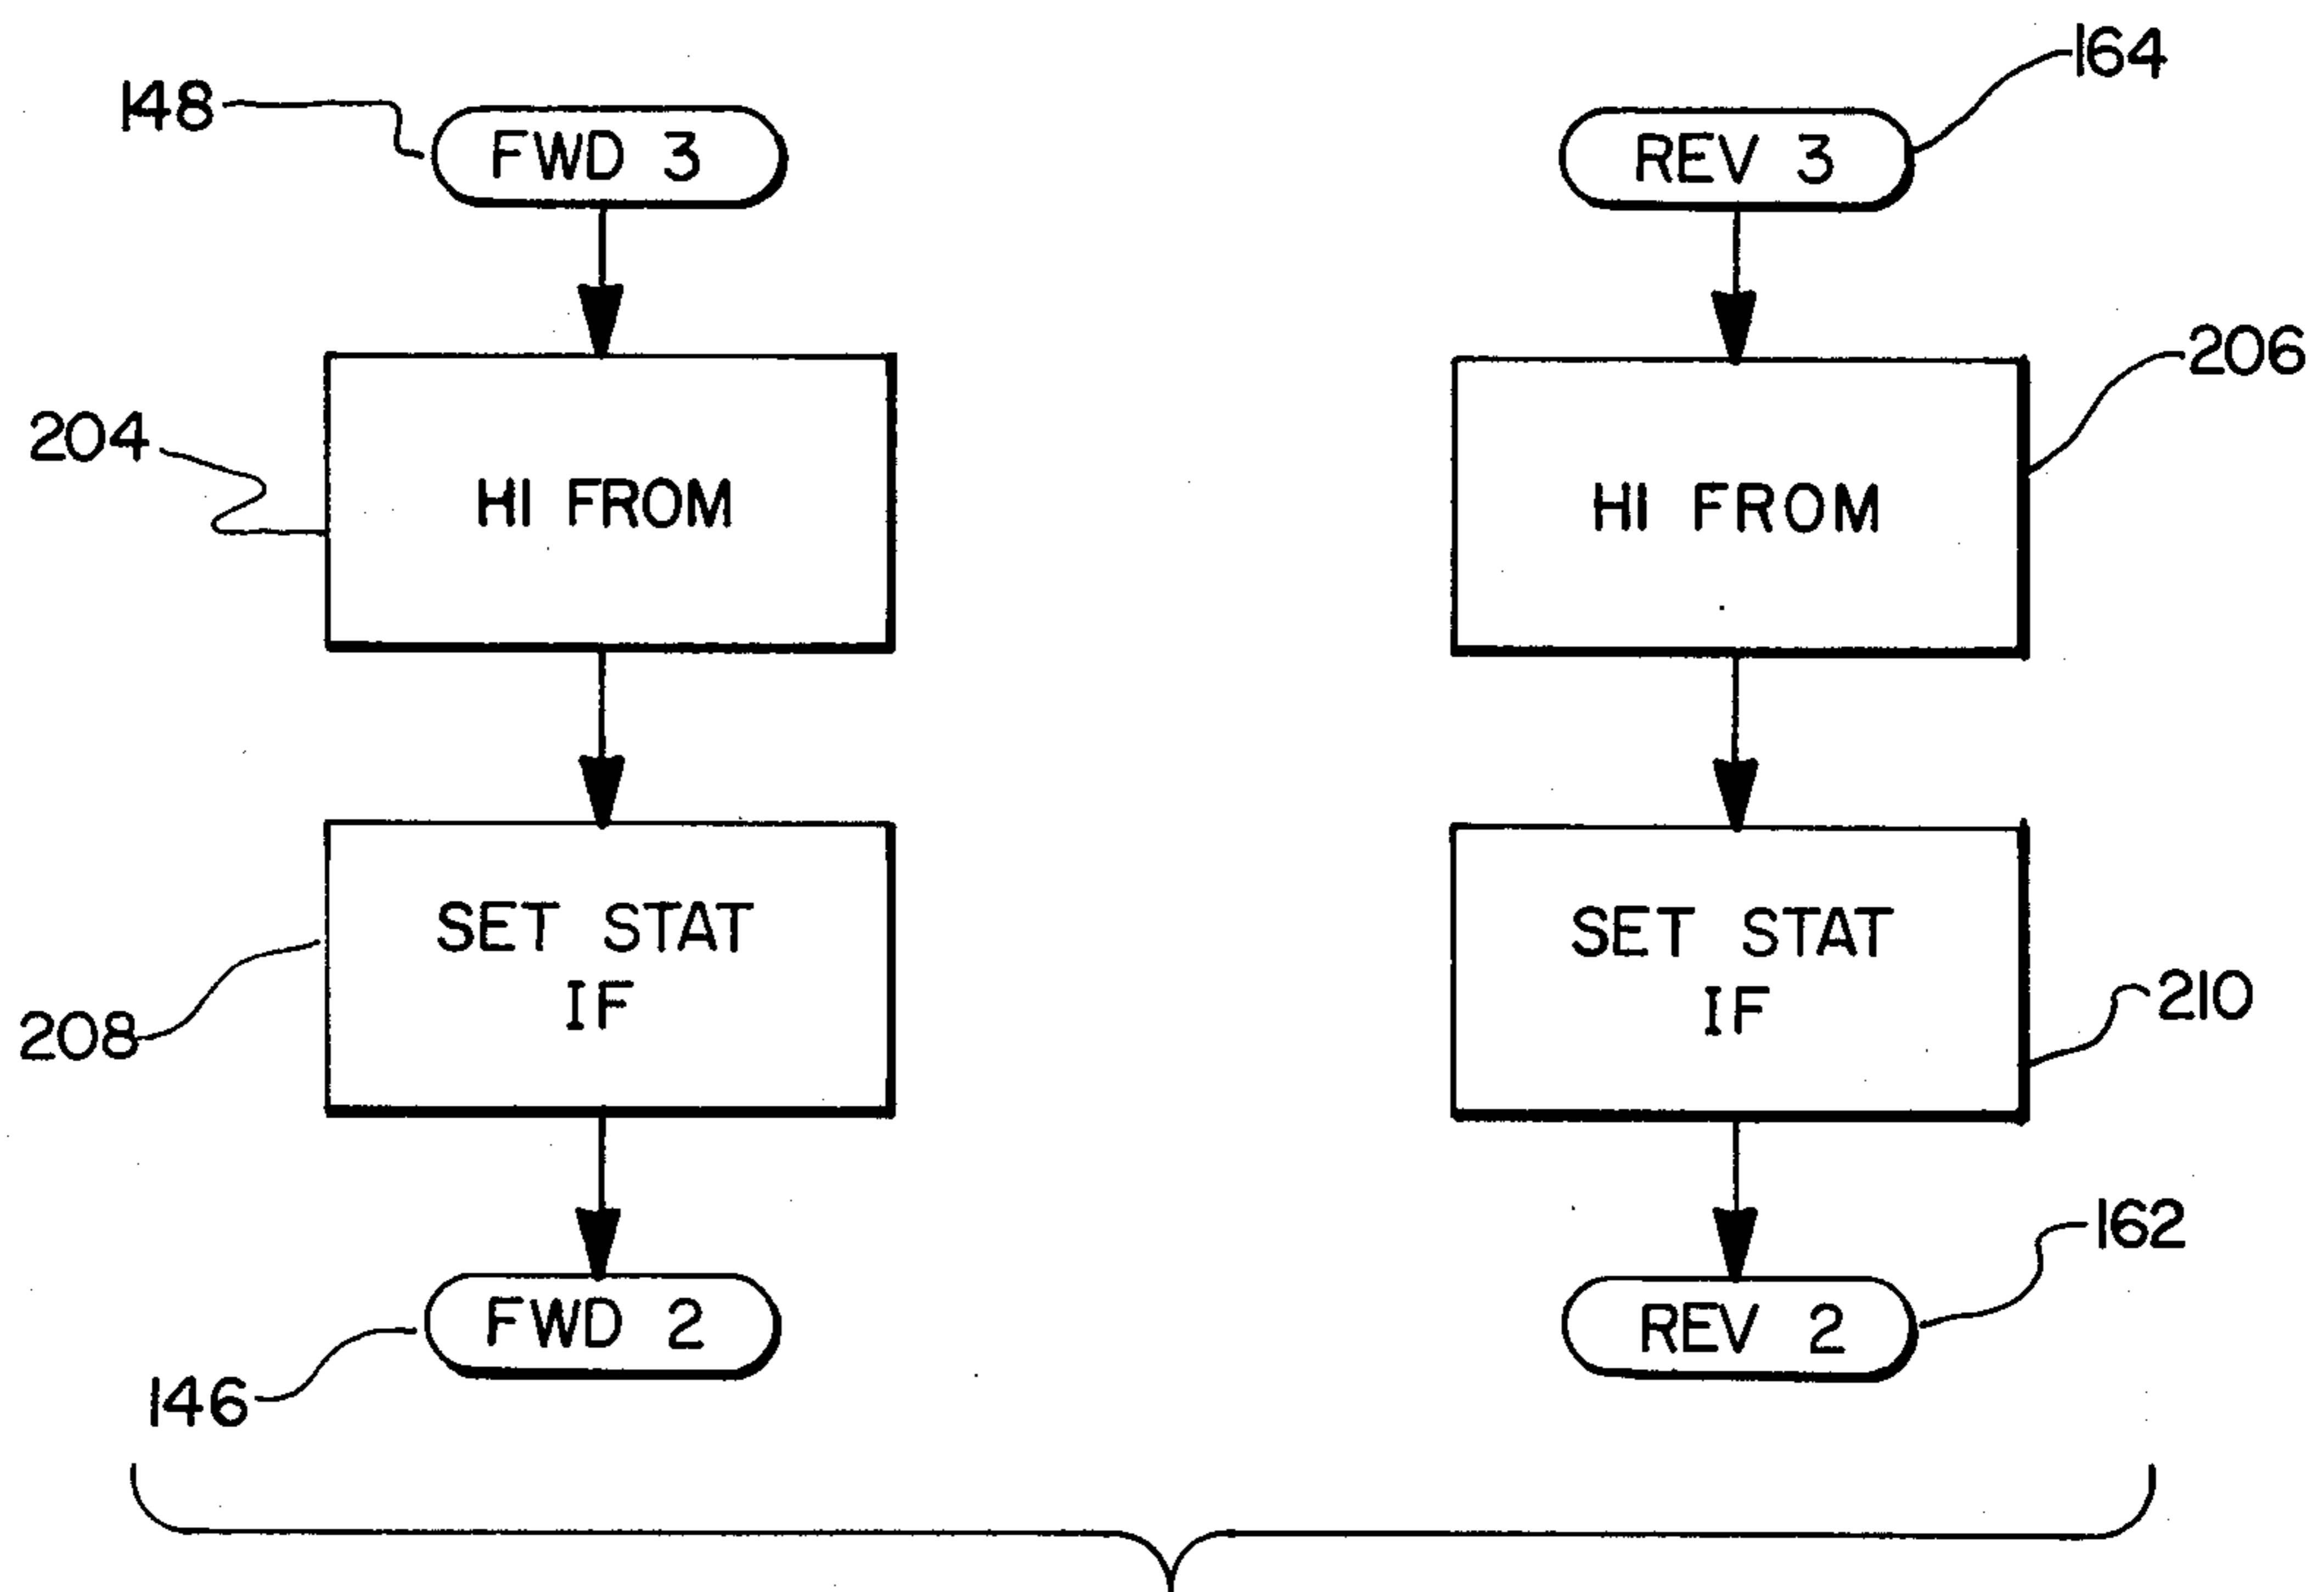 148
FWD 3
204
HI FROM
208
SET STAT
IF
146
FWD 2
164
REV 3
206
HI FROM
210
SET STAT
IF
162
REV 2